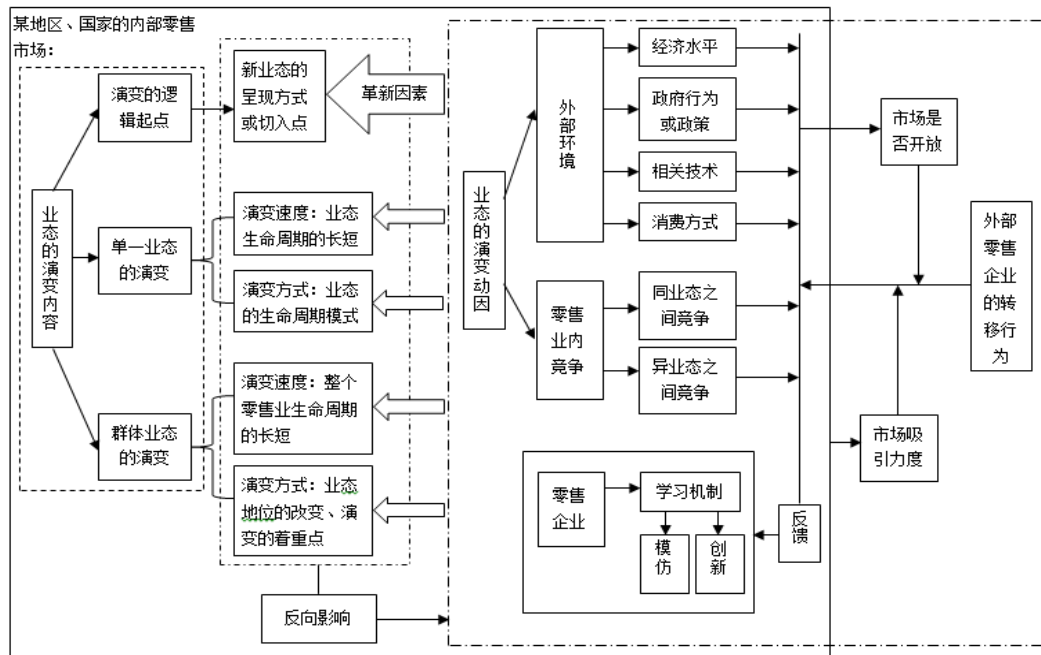 某地区、国家的内部零售
市场：
业
态
的
演
变
内
容
演变的逻
辑起点
单一业态
的演变
群体业态
的演变
新业态的
呈现方式
或切入点
革新因素
演变速度：业态
生命周期的长短
演变方式：业态
的生命周期模式
演变速度：整个
零售业生命周期
的长短
演变方式：业态
地位的改变、演
变的着重点
反向影响
业
态
的
演
变
动
因
外
部
环
境
经济水平
政府行为
或政策
相关技术
消费方式
零售
业内
竞争
同业态之
间竞争
异业态之
间竞争
零售
企业
学习机制
模
仿
创
新
反
馈
市场是
否开放
外部
零售
企业
的转
移行
为
市场吸
引力度